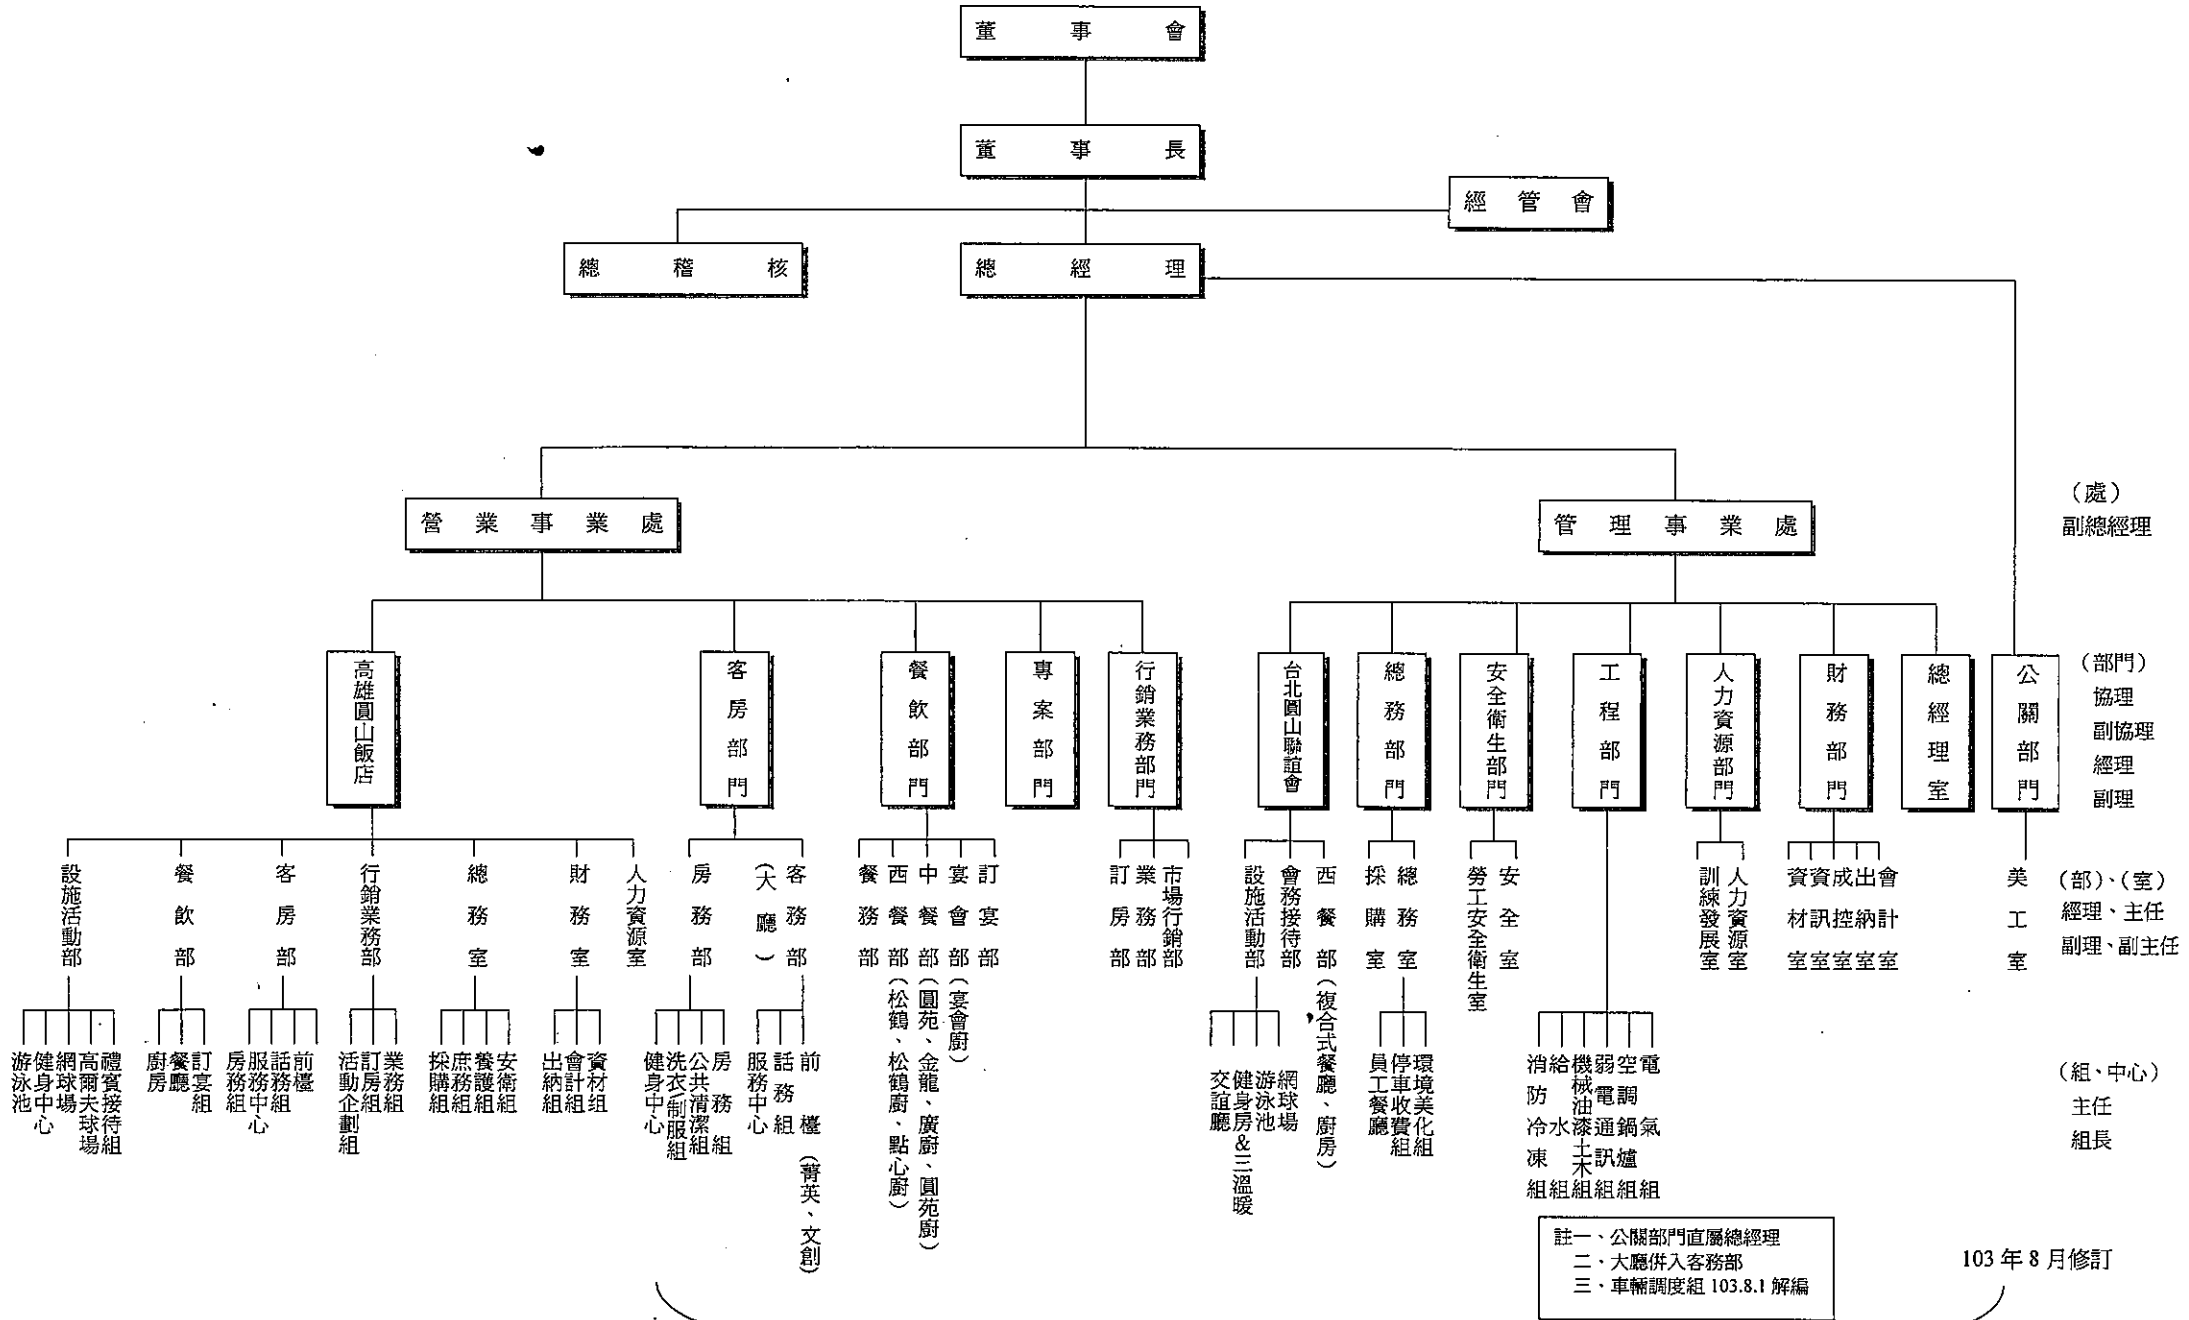 董事會
董事長
經管會
總稽核
總經理
營業事業處
管理事業處
（處）
副總經理
高雄圓山飯店
客房部門
餐飲部門
專案部門
行銷業務部門
台北圓山聯誼會
總務部門
安全衛生部門
工程部門
人力資源部門
財務部門
總經理室
公關部門
（部門）
協理
副協理
經理
副理
設施活動部
餐飲部
客房部
行銷業務部
總務室
財務室
人力資源室
房務部
（大廳）
客務部
餐務部
西餐部（松鶴、松鶴廚、點心廚）
中餐部（圓苑、金龍、廣廚、圓苑廚）
宴會部（宴會廚）
訂宴部
訂房部
業務部
市場行銷部
設施活動部
會務接待部
西餐部（複合式餐廳、廚房）
採購室
總務室
勞工安全衛生室
安全室
訓練發展室
人力資源室
資材室
資訊室
成控室
出納室
會計室
美工室
（部）、（室）
經理、主任
副理、副主任
游泳池
健身中心
網球場
高爾夫球場
禮賓接待組
廚房
餐廳
訂宴組
房務組
服務中心
話務組
前檯
活動企劃組
訂房組
業務組
採購組
庶務組
養護組
安衛組
出納組
會計組
資材組
健身中心
洗衣/制服組
公共清潔組
房務組
服務中心
話務組
前檯（菁英、文創）
交誼廳
健身房&三溫暖
游泳池
網球場
員工餐廳
停車收費組
環境美化組
消防冷凍組
給水組
機械油漆土木組
弱電通訊組
空調鍋爐組
電氣組
（組、中心）
主任
組長
註一、公關部門直屬總經理
二、大廳併入客務部
三、車輛調度組 103.8.1 解編
103 年 8 月修訂